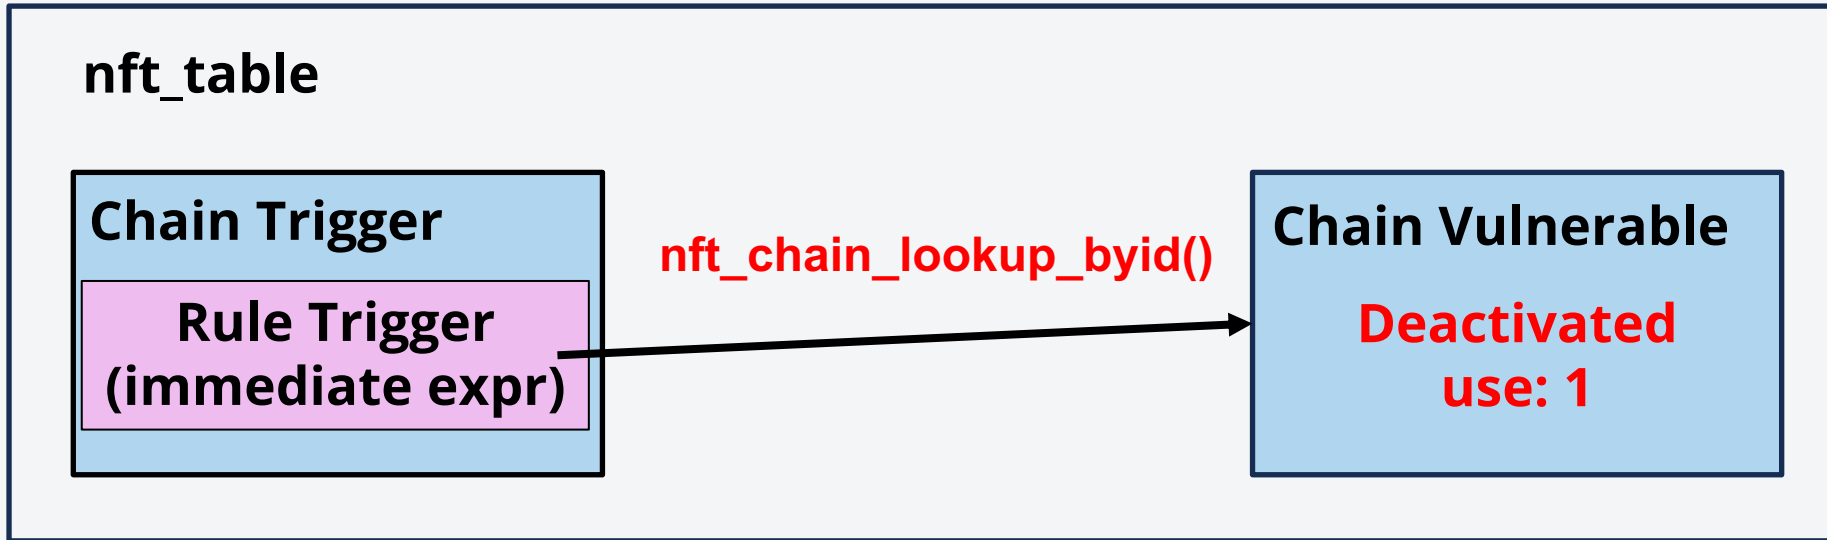 nft_table
Chain Trigger
Rule Trigger
(immediate expr)
nft_chain_lookup_byid()
Chain Vulnerable
Deactivated
use: 1